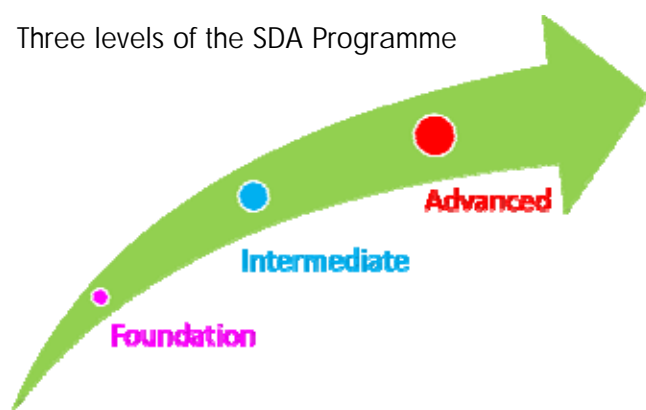 Three levels of the SDA Programme
Advanced
Intermediate
Foundation